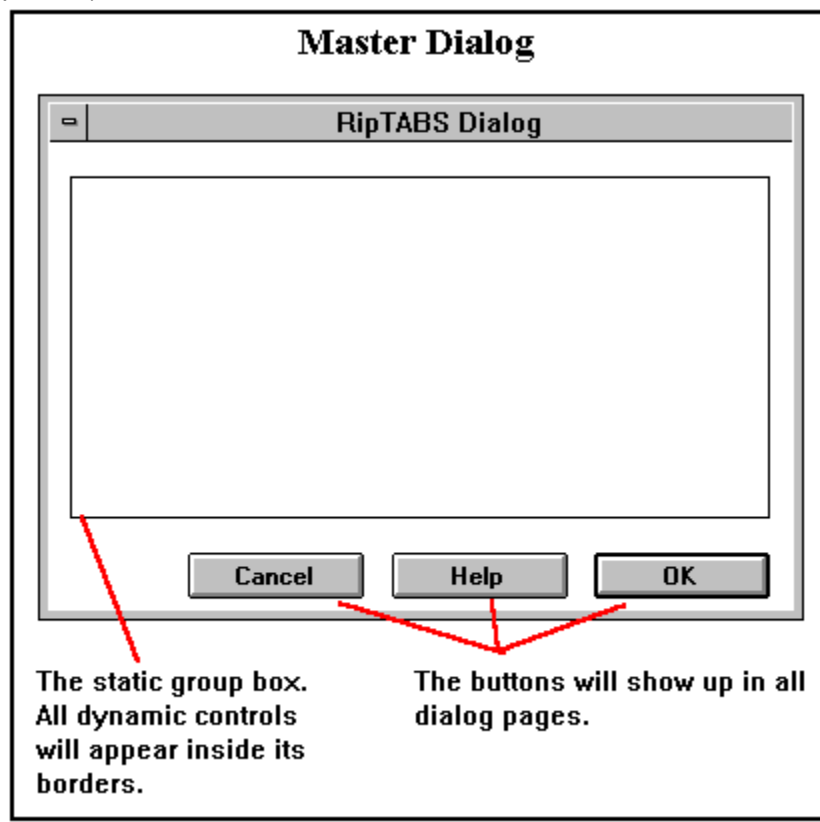 Master Dialog
RipTABS Dialog
Cancel
Help
OK
The static group box.
All dynamic controls
will appear inside its
borders.
The buttons will show up in all
dialog pages.